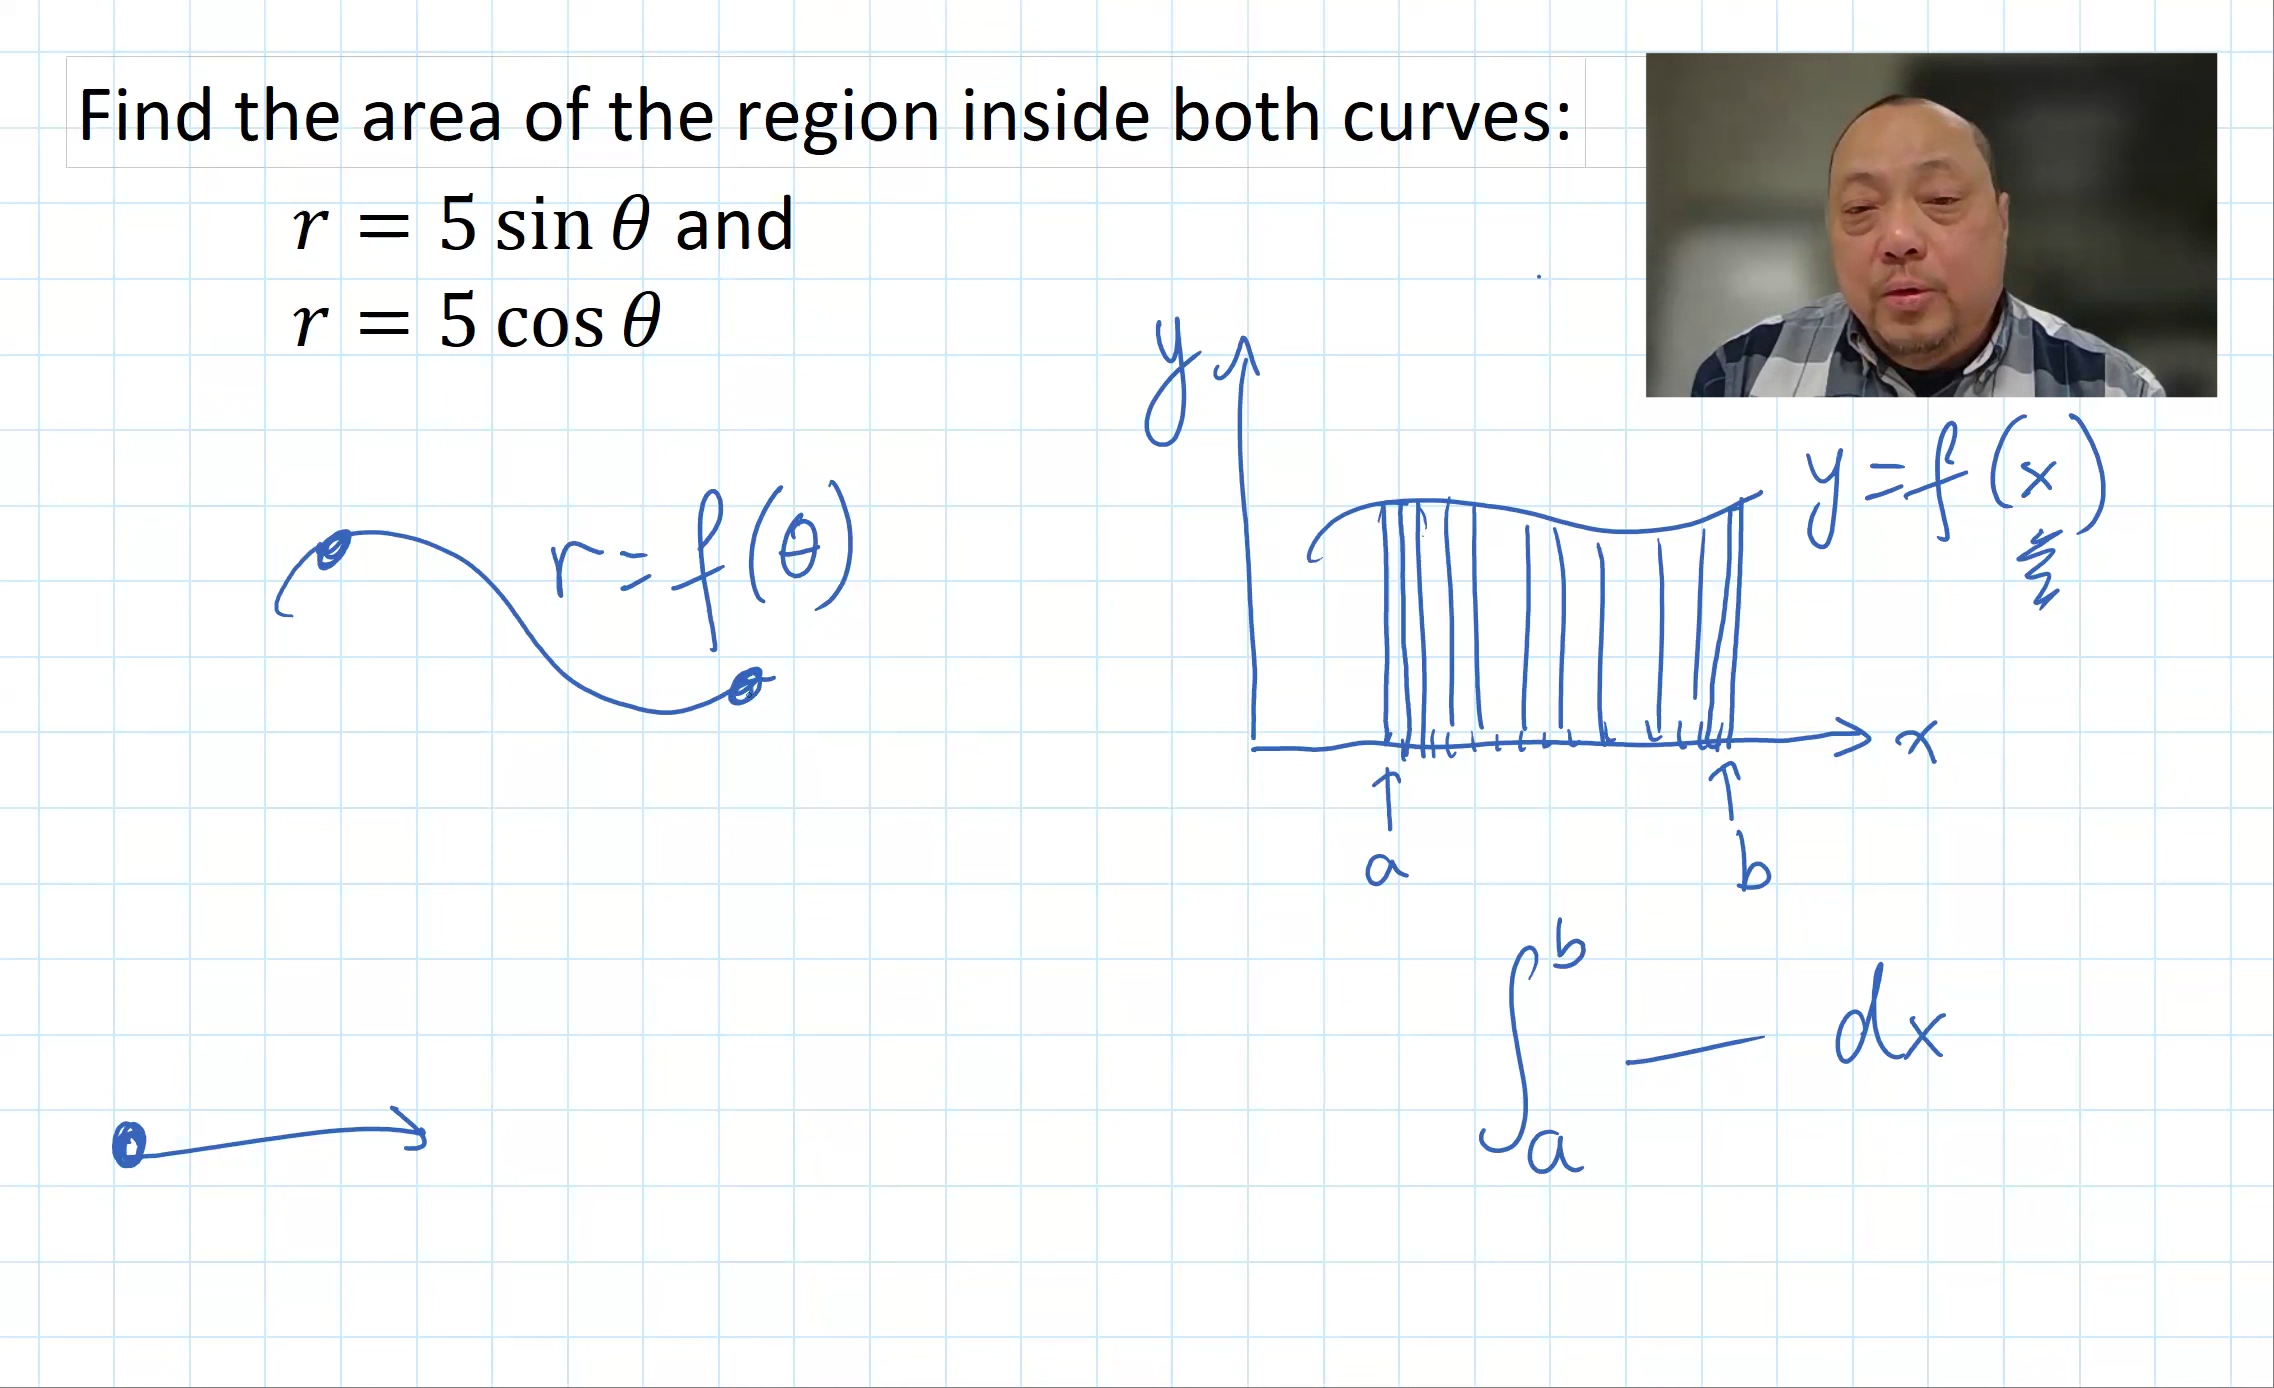 Find the area of the region inside both curves:
r = 5 sin θ and
r = 5 cos θ
y
y = f(x)
r = f(θ)
x
a
b
∫_a^b — dx